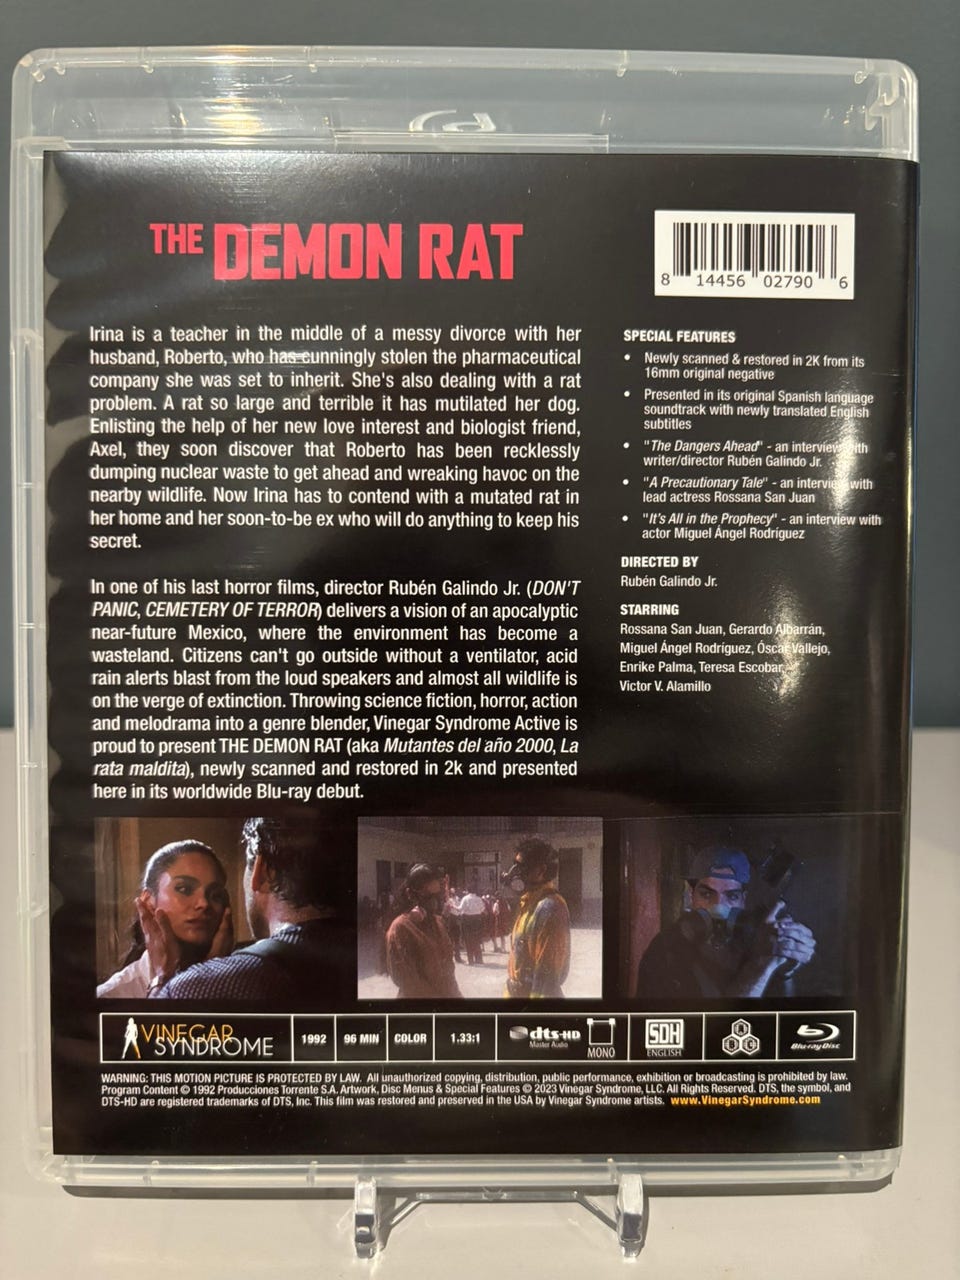 THE DEMON RAT
8 14456 02790 6
Irina is a teacher in the middle of a messy divorce with her
husband, Roberto, who has cunningly stolen the pharmaceutical
company she was set to inherit. She's also dealing with a rat
problem. A rat so large and terrible it has mutilated her dog.
Enlisting the help of her new love interest and biologist friend,
Axel, they soon discover that Roberto has been recklessly
dumping nuclear waste to get ahead and wreaking havoc on the
nearby wildlife. Now Irina has to contend with a mutated rat in
her home and her soon-to-be ex who will do anything to keep his
secret.
In one of his last horror films, director Rubén Galindo Jr. (DON'T
PANIC, CEMETERY OF TERROR) delivers a vision of an apocalyptic
near-future Mexico, where the environment has become a
wasteland. Citizens can't go outside without a ventilator, acid
rain alerts blast from the loud speakers and almost all wildlife is
on the verge of extinction. Throwing science fiction, horror, action
and melodrama into a genre blender, Vinegar Syndrome Active is
proud to present THE DEMON RAT (aka Mutantes del año 2000, La
rata maldita), newly scanned and restored in 2k and presented
here in its worldwide Blu-ray debut.
SPECIAL FEATURES
• Newly scanned & restored in 2K from its
16mm original negative
• Presented in its original Spanish language
soundtrack with newly translated English
subtitles
• "The Dangers Ahead" - an interview with
writer/director Rubén Galindo Jr.
• "A Precautionary Tale" - an interview with
lead actress Rossana San Juan
• "It's All in the Prophecy" - an interview with
actor Miguel Ángel Rodríguez
DIRECTED BY
Rubén Galindo Jr.
STARRING
Rossana San Juan, Gerardo Albarrán,
Miguel Ángel Rodríguez, Óscar Vallejo,
Enrike Palma, Teresa Escobar,
Victor V. Alamillo
VINEGAR
SYNDROME
1992
96 MIN
COLOR
1.33:1
dts-HD
Master Audio
MONO
SDH
ENGLISH
A B C
Blu-ray Disc
WARNING: THIS MOTION PICTURE IS PROTECTED BY LAW. All unauthorized copying, distribution, public performance, exhibition or broadcasting is prohibited by law.
Program Content © 1992 Producciones Torrente S.A. Artwork, Disc Menus & Special Features © 2023 Vinegar Syndrome, LLC. All Rights Reserved. DTS, the symbol, and
DTS-HD are registered trademarks of DTS, Inc. This film was restored and preserved in the USA by Vinegar Syndrome artists. www.VinegarSyndrome.com